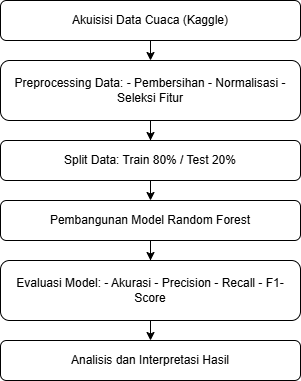 Akuisisi Data Cuaca (Kaggle)
Preprocessing Data: - Pembersihan - Normalisasi -
Seleksi Fitur
Split Data: Train 80% / Test 20%
Pembangunan Model Random Forest
Evaluasi Model: - Akurasi - Precision - Recall - F1-
Score
Analisis dan Interpretasi Hasil